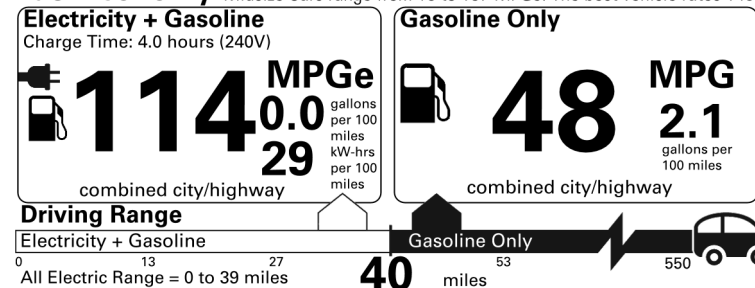 Electricity + Gasoline
Charge Time: 4.0 hours (240V)
114
MPGe
0.0
gallons
per 100
miles
29
kW-hrs
per 100
miles
combined city/highway
Gasoline Only
48
MPG
2.1
gallons per
100 miles
combined city/highway
Driving Range
Electricity + Gasoline
Gasoline Only
0 13 27 40 53 550
All Electric Range = 0 to 39 miles
miles